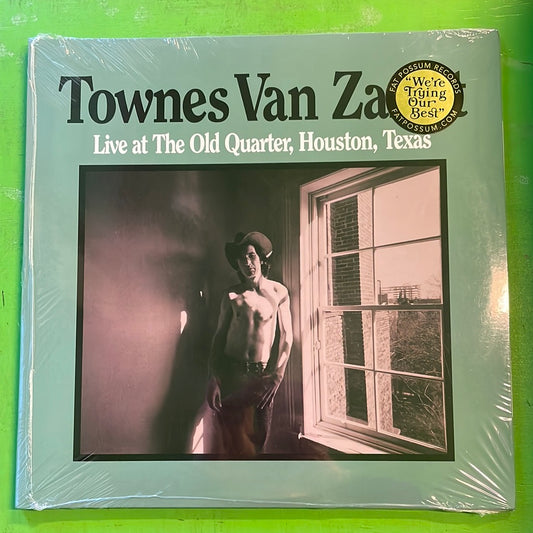 Townes Van Za t
Live at The Old Quarter, Houston, Texas
FAT POSSUM RECORDS
"We're
Trying
Our
Best"
FATPOSSUM.COM